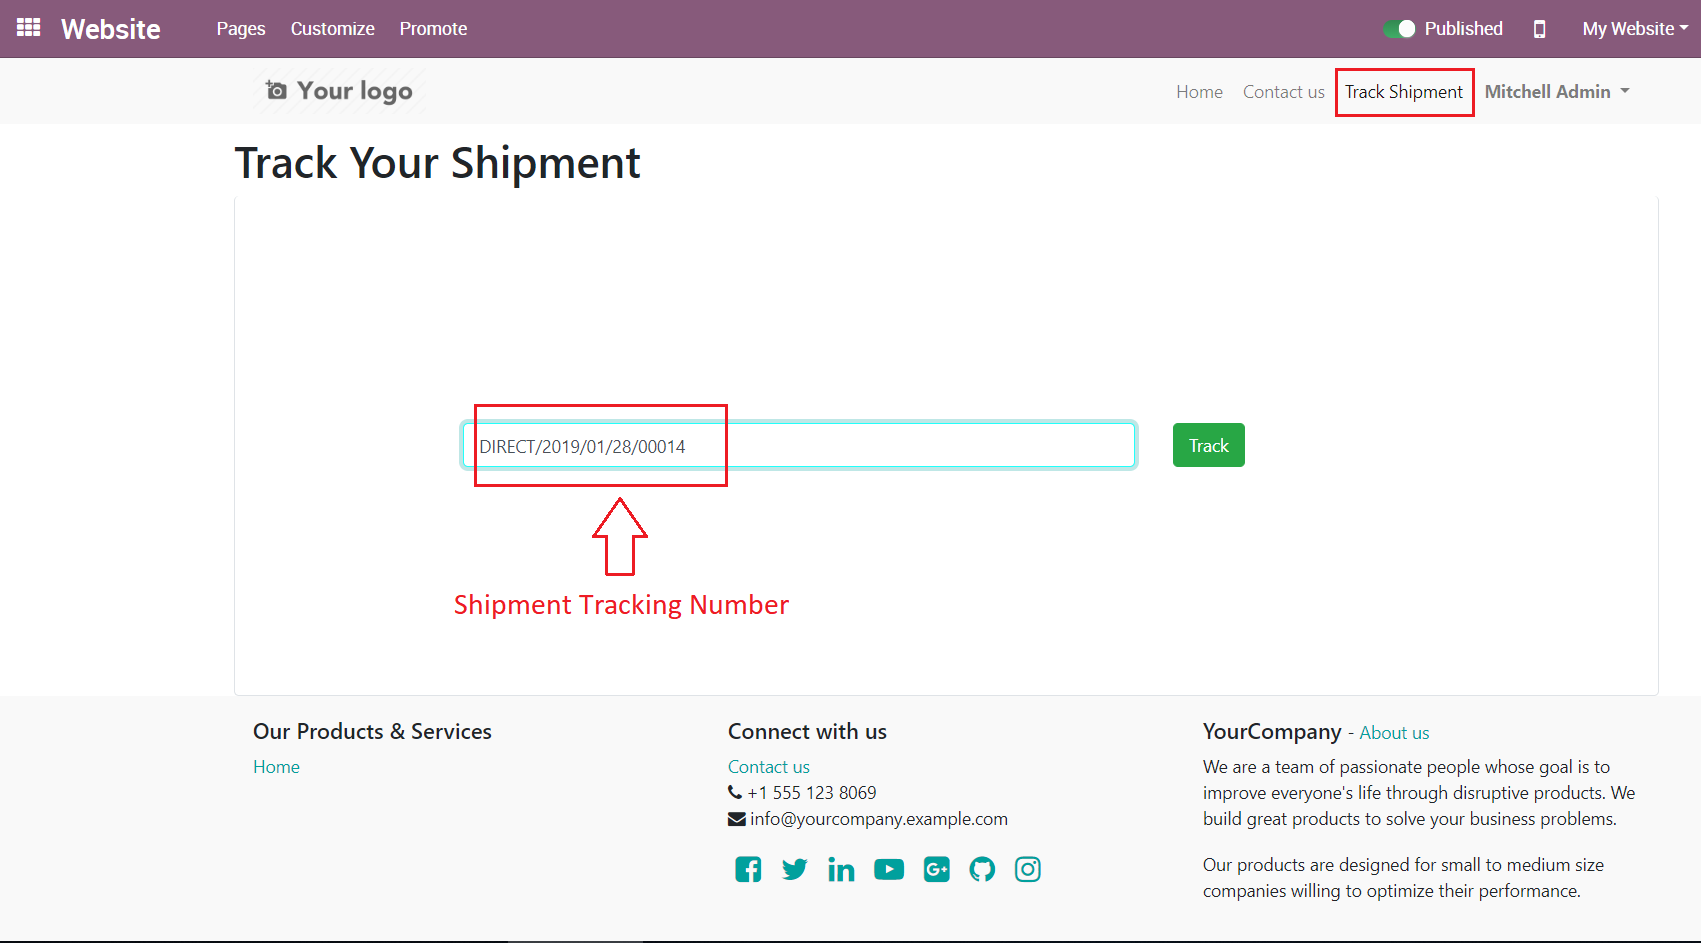 Website Pages Customize Promote Published My Website
Your logo Home Contact us Track Shipment Mitchell Admin
Track Your Shipment
DIRECT/2019/01/28/00014 Track
Shipment Tracking Number
Our Products & Services
Home
Connect with us
Contact us
+1 555 123 8069
info@yourcompany.example.com
YourCompany - About us
We are a team of passionate people whose goal is to
improve everyone's life through disruptive products. We
build great products to solve your business problems.
Our products are designed for small to medium size
companies willing to optimize their performance.